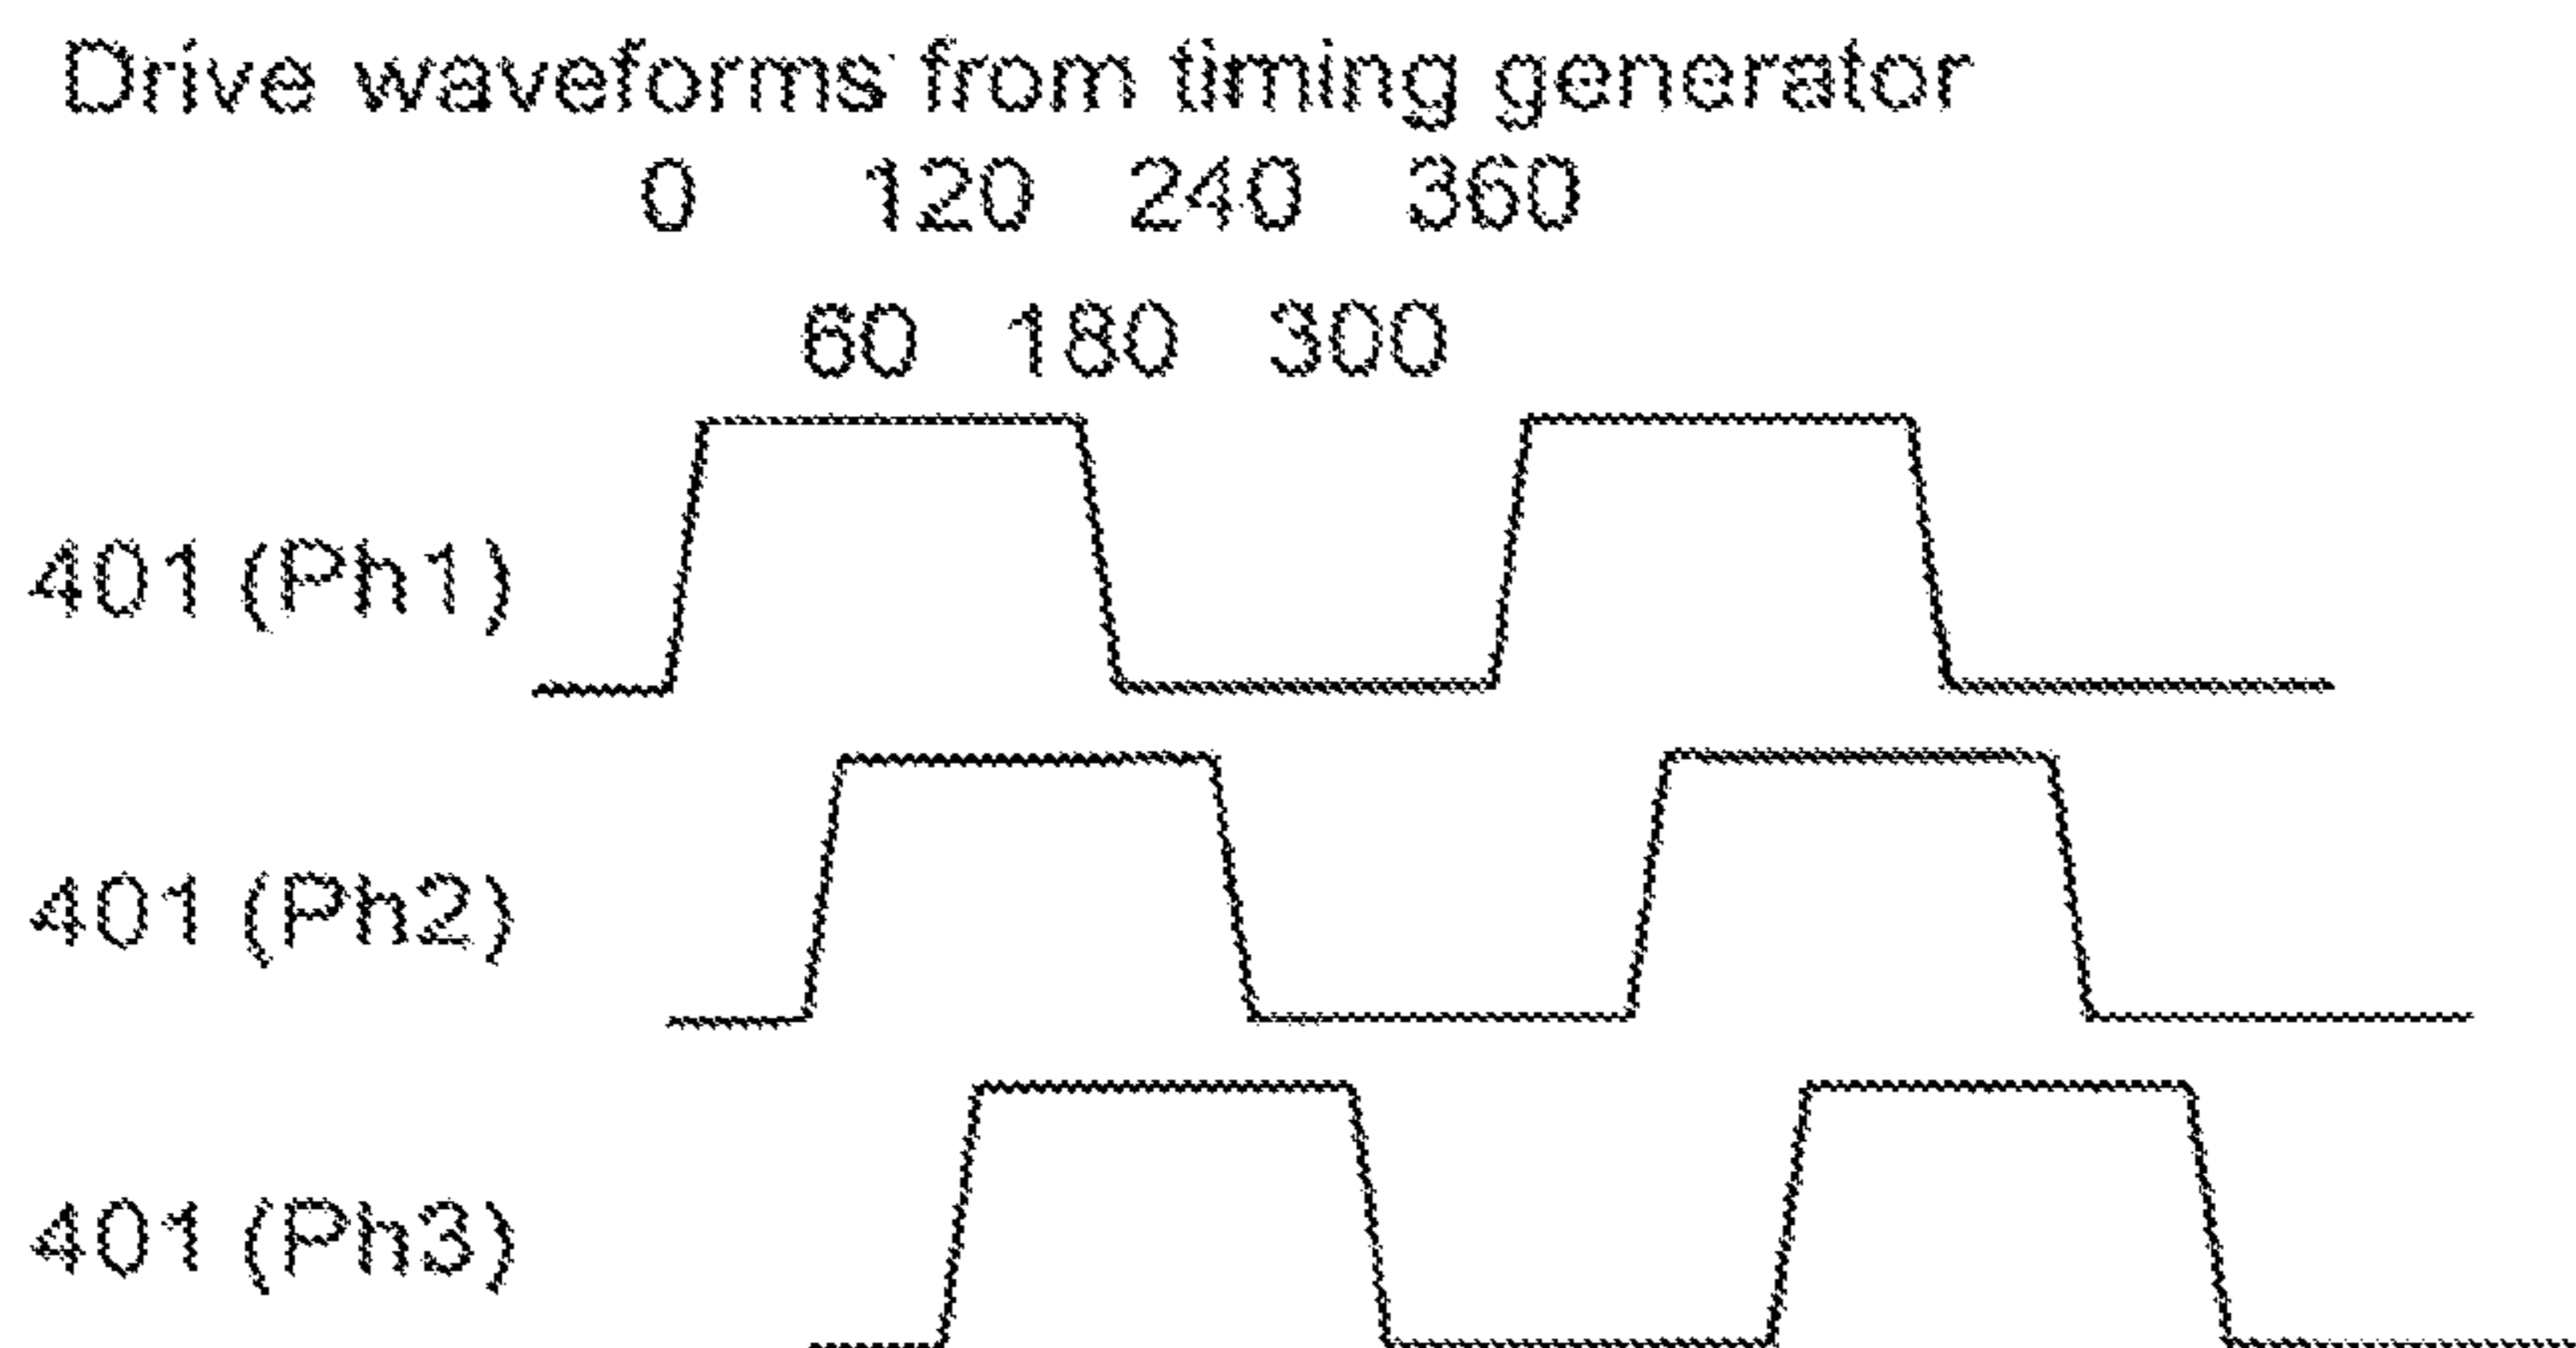 Drive waveforms from timing generator
0 120 240 360
60 180 300
401 (Ph1)
401 (Ph2)
401 (Ph3)